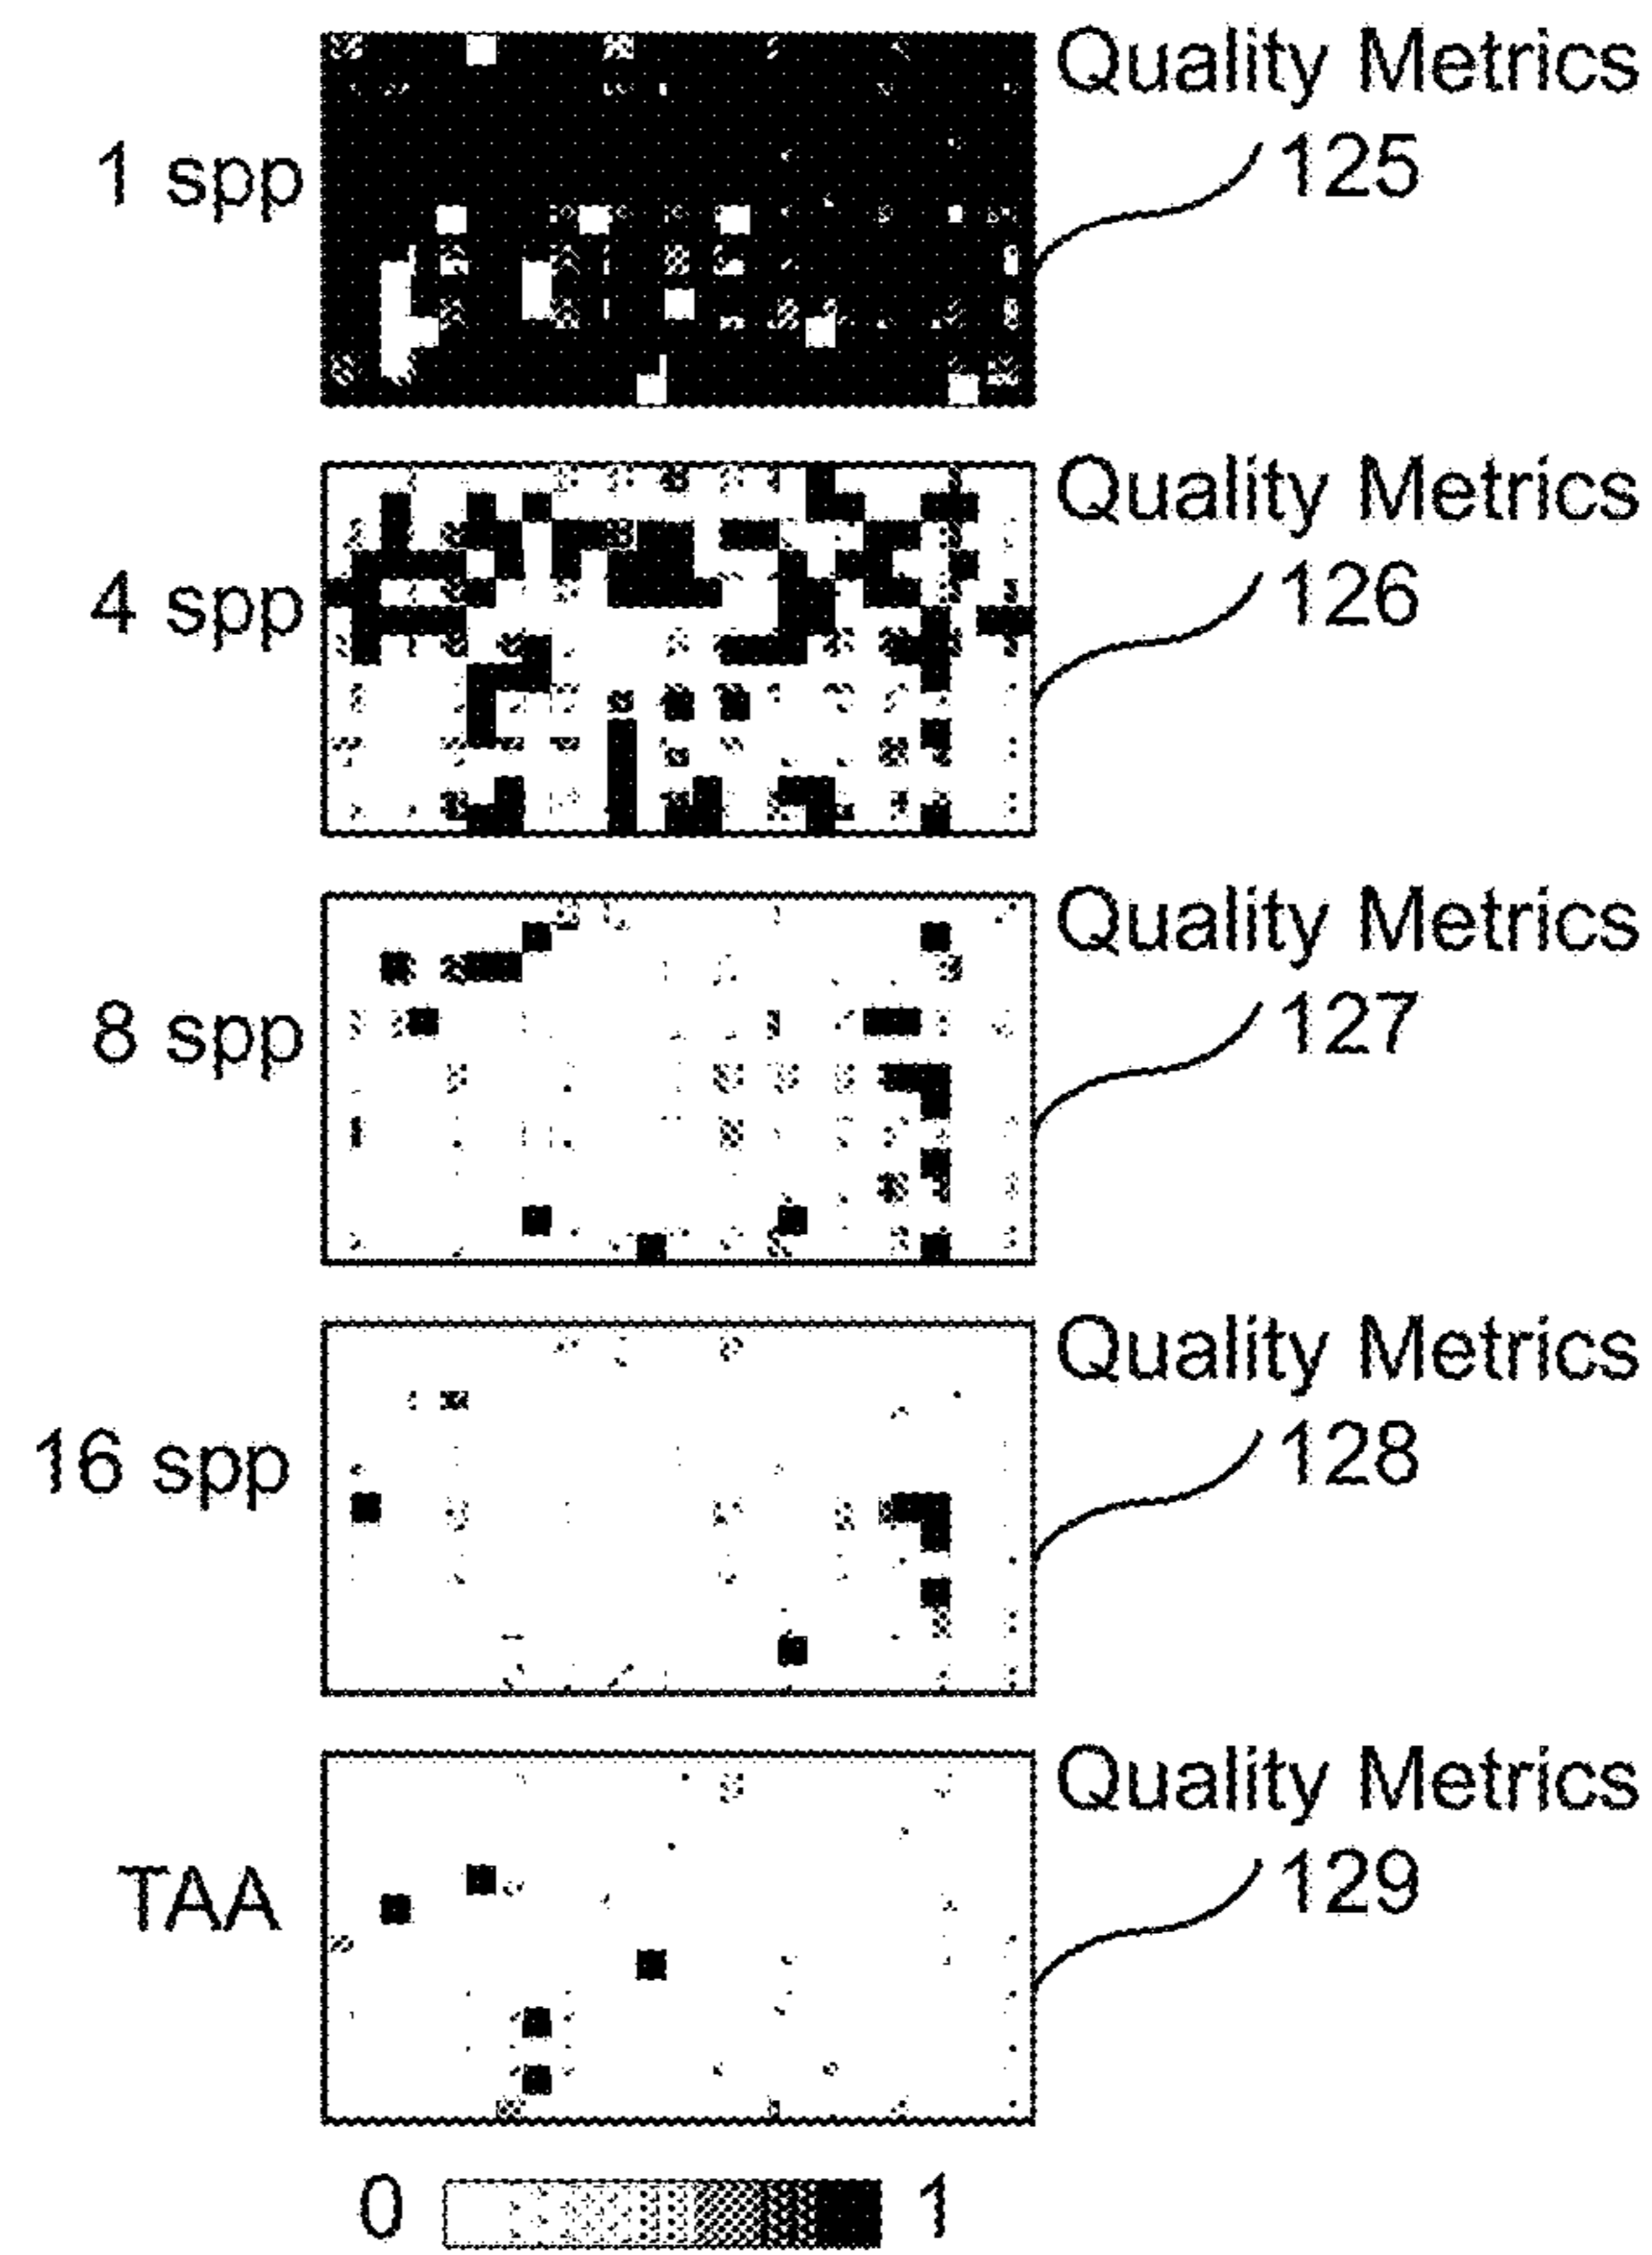 Quality Metrics
1 spp
125
Quality Metrics
4 spp
126
Quality Metrics
8 spp
127
Quality Metrics
16 spp
128
Quality Metrics
TAA
129
0 1